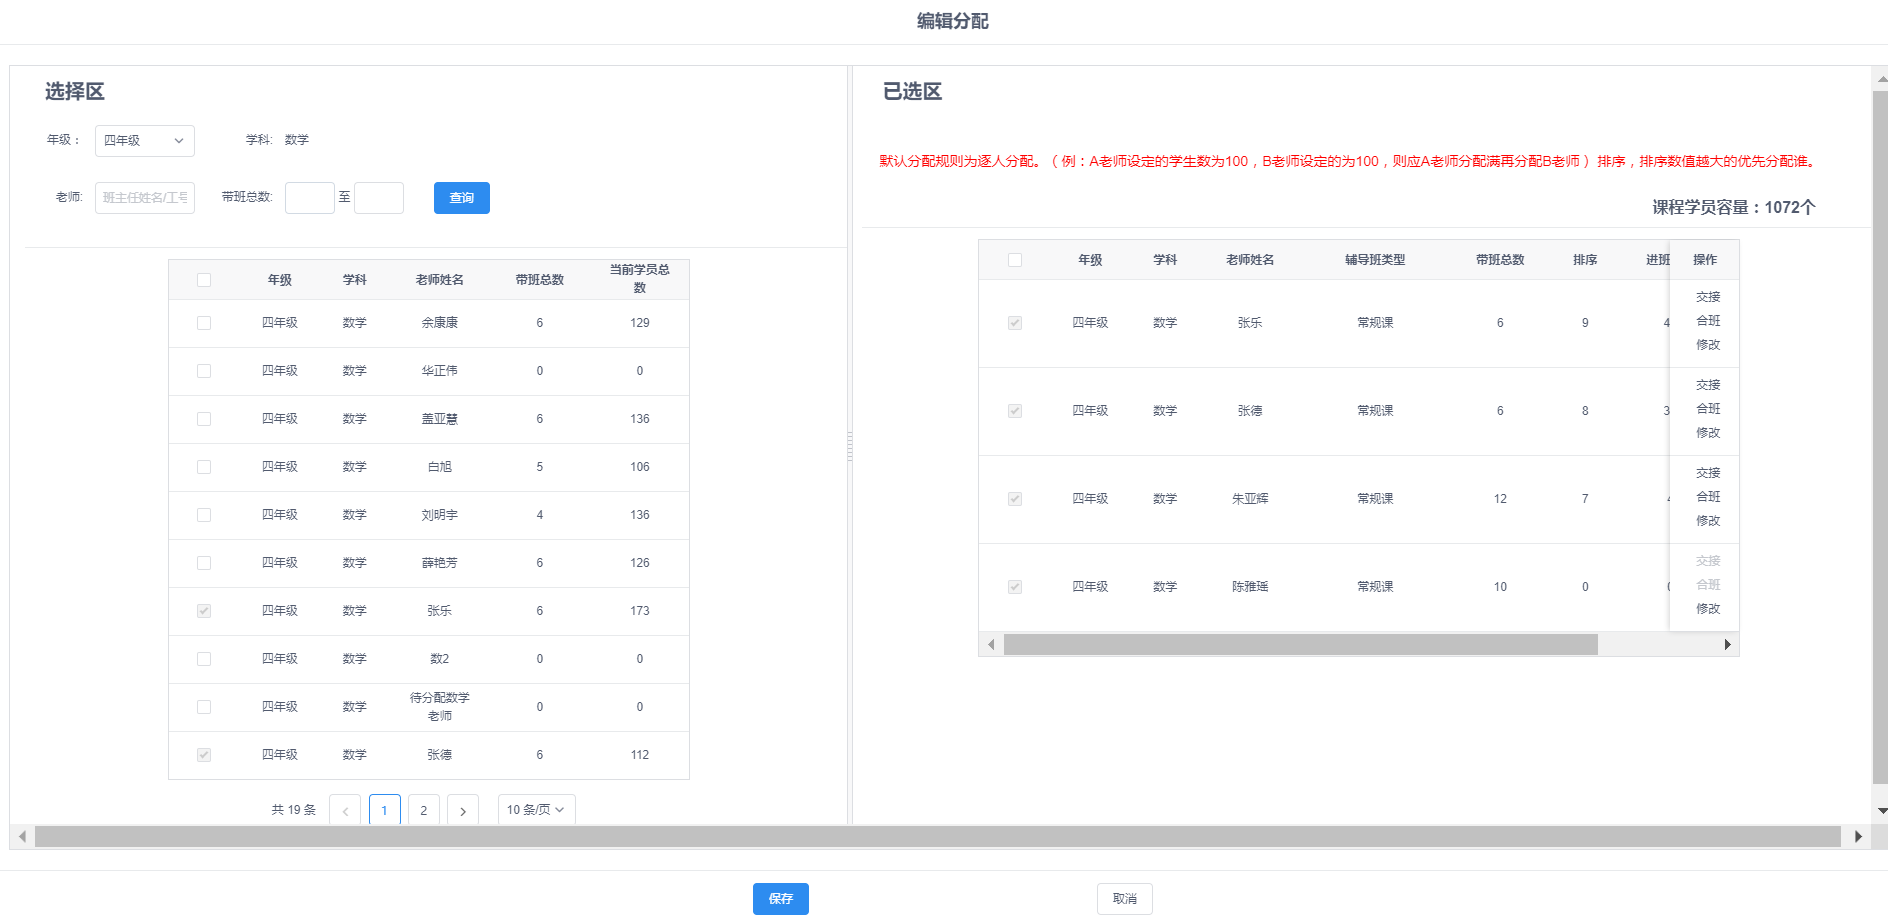 编辑分配
选择区
年级： 四年级 学科: 数学
老师: 班主任姓名/工号 带班总数: 至 查询
年级 学科 老师姓名 带班总数 当前学员总数
四年级 数学 余康康 6 129
四年级 数学 华正伟 0 0
四年级 数学 盖亚慧 6 136
四年级 数学 白旭 5 106
四年级 数学 刘明宇 4 136
四年级 数学 薛艳芳 6 126
四年级 数学 张乐 6 173
四年级 数学 数2 0 0
四年级 数学 待分配数学老师 0 0
四年级 数学 张德 6 112
共 19 条 1 2 10 条/页
已选区
默认分配规则为逐人分配。（ 例：A老师设定的学生数为100，B老师设定的为100，则应A老师分配满再分配B老师 ）排序，排序数值越大的优先分配谁。
课程学员容量：1072个
年级 学科 老师姓名 辅导班类型 带班总数 排序 进班 操作
四年级 数学 张乐 常规课 6 9 4 交接
合班
修改
四年级 数学 张德 常规课 6 8 3 交接
合班
修改
四年级 数学 朱亚辉 常规课 12 7 交接
合班
修改
四年级 数学 陈雅瑶 常规课 10 0 交接
合班
修改
保存 取消